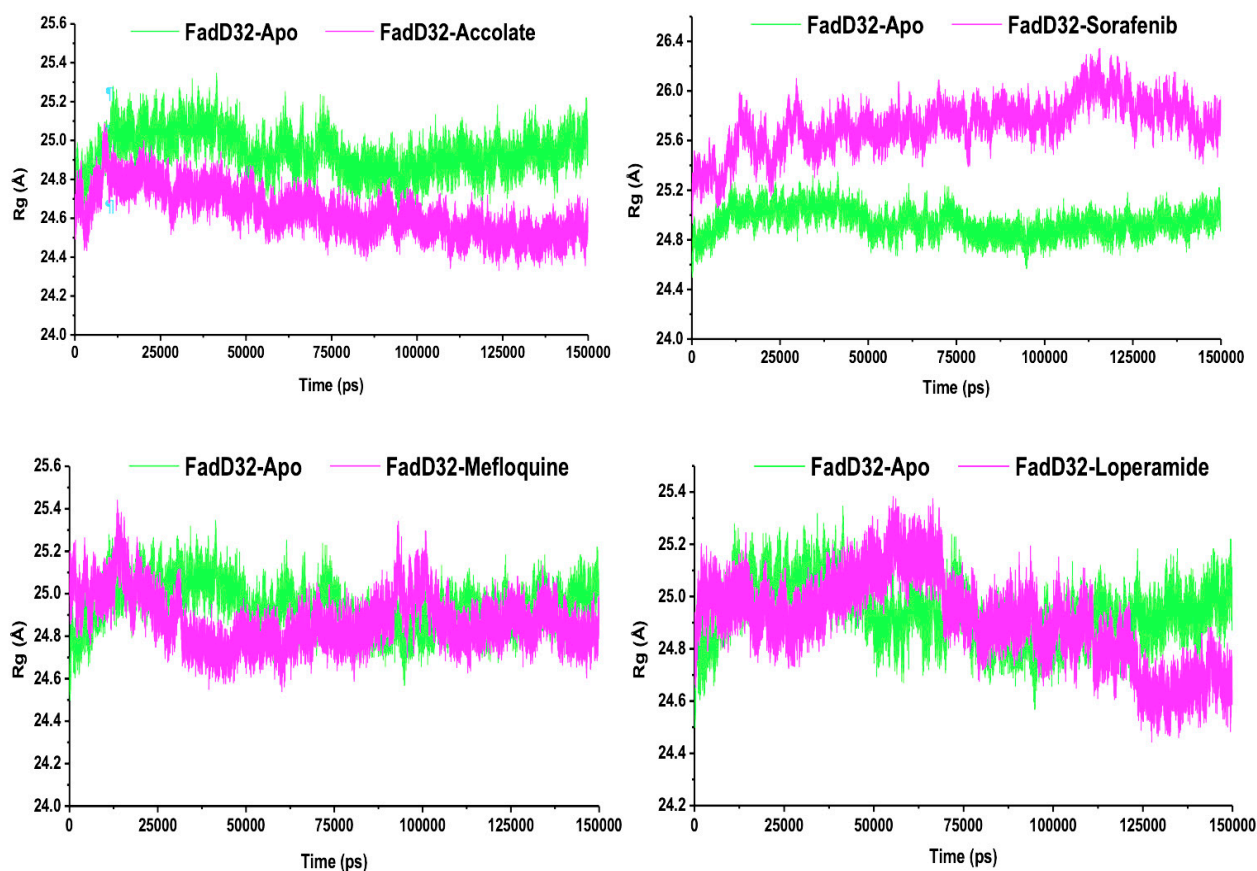 FadD32-Apo FadD32-Accolate
25.6
25.4
25.2
25.0
24.8
24.6
24.4
24.2
24.0
Rg (Å)
0 25000 50000 75000 100000 125000 150000
Time (ps)
FadD32-Apo FadD32-Sorafenib
26.4
26.0
25.6
25.2
24.8
24.4
24.0
Rg (Å)
0 25000 50000 75000 100000 125000 150000
Time (ps)
FadD32-Apo FadD32-Mefloquine
25.6
25.4
25.2
25.0
24.8
24.6
24.4
24.2
24.0
Rg (Å)
0 25000 50000 75000 100000 125000 150000
Time (ps)
FadD32-Apo FadD32-Loperamide
25.4
25.2
25.0
24.8
24.6
24.4
24.2
Rg (Å)
0 25000 50000 75000 100000 125000 150000
Time (ps)